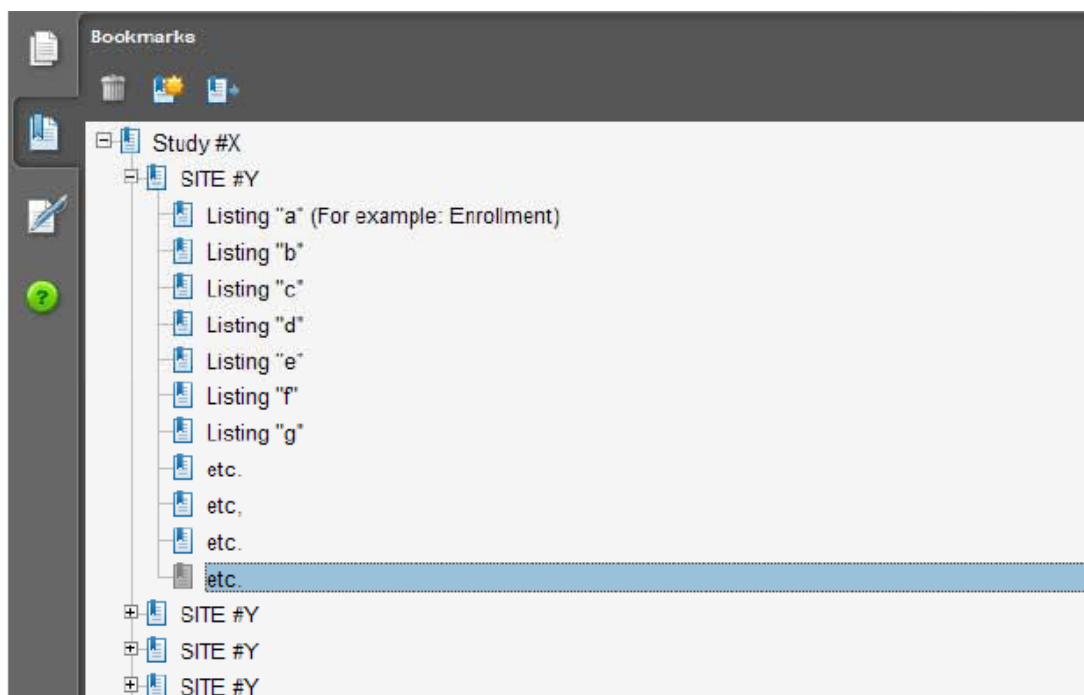 Bookmarks
Study #X
SITE #Y
Listing "a" (For example: Enrollment)
Listing "b"
Listing "c"
Listing "d"
Listing "e"
Listing "f"
Listing "g"
etc.
etc,
etc.
etc.
SITE #Y
SITE #Y
SITE #Y